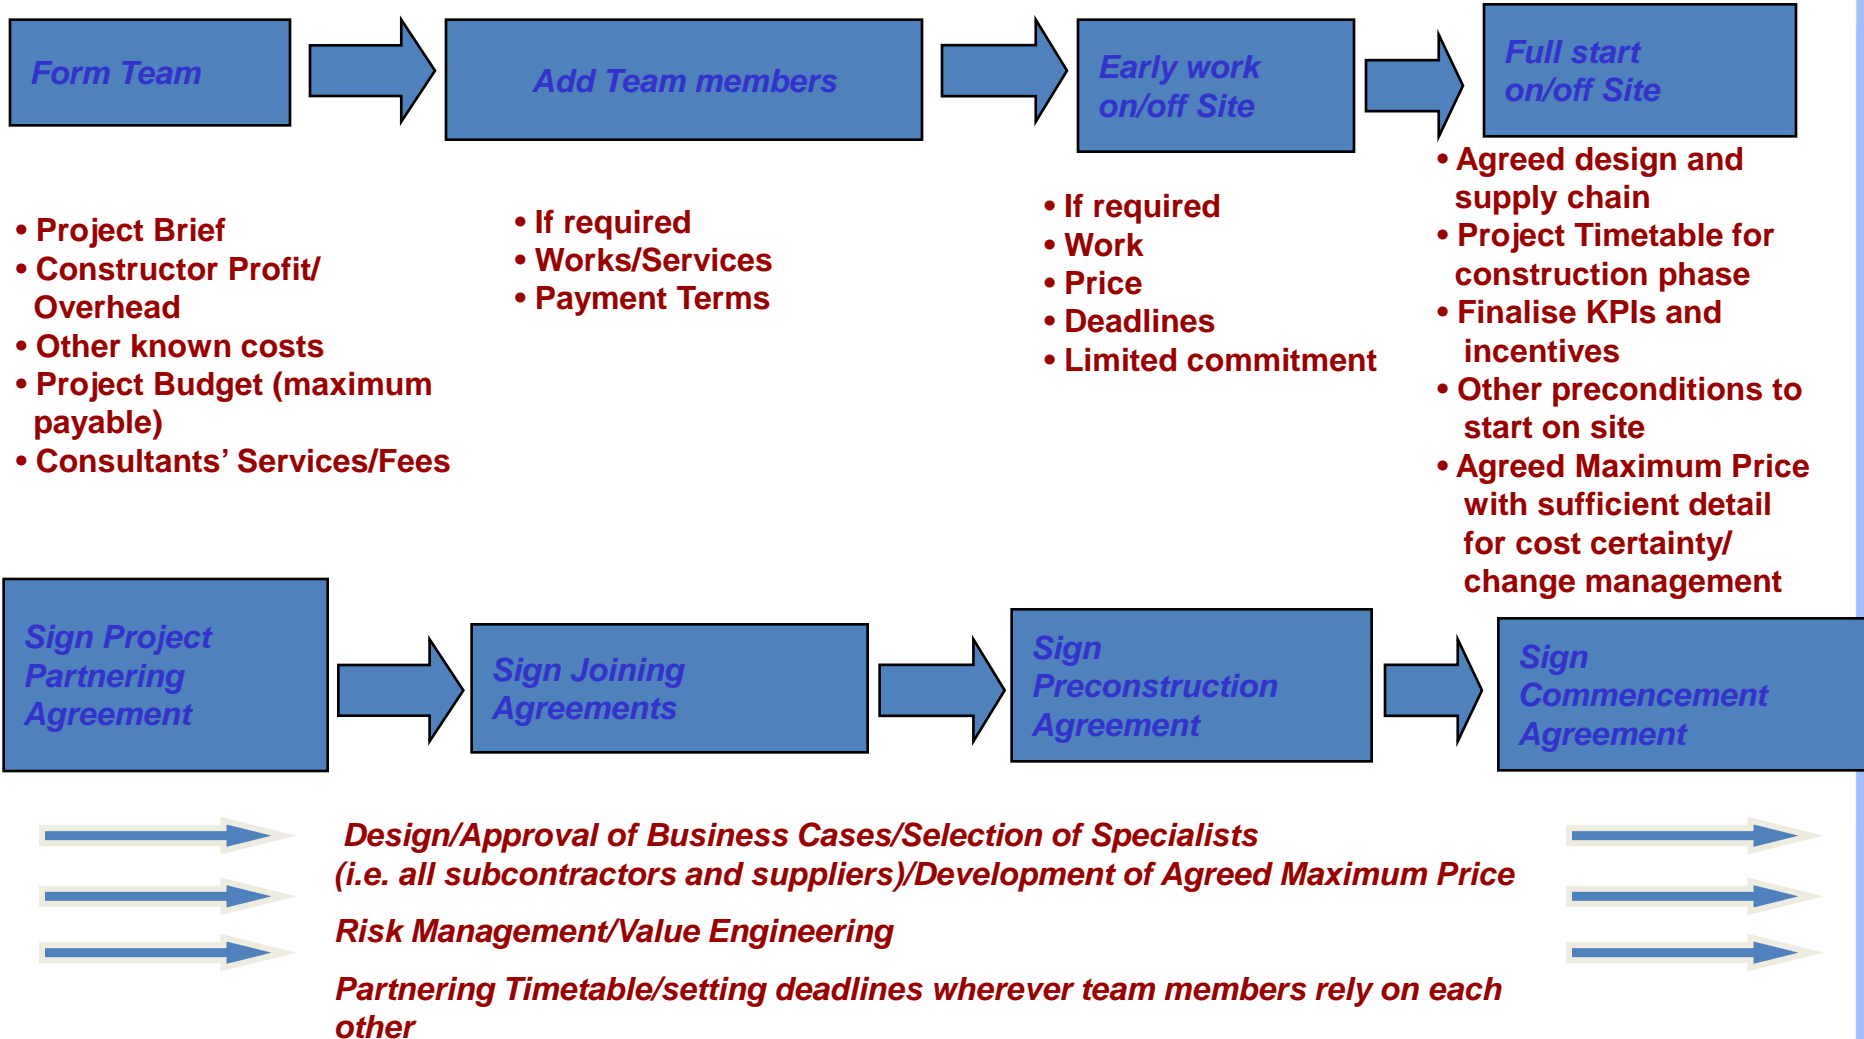 Form Team
Add Team members
Early work
on/off Site
Full start
on/off Site
• Project Brief
• Constructor Profit/
Overhead
• Other known costs
• Project Budget (maximum
payable)
• Consultants’ Services/Fees
• If required
• Works/Services
• Payment Terms
• If required
• Work
• Price
• Deadlines
• Limited commitment
• Agreed design and
supply chain
• Project Timetable for
construction phase
• Finalise KPIs and
incentives
• Other preconditions to
start on site
• Agreed Maximum Price
with sufficient detail
for cost certainty/
change management
Sign Project
Partnering
Agreement
Sign Joining
Agreements
Sign
Preconstruction
Agreement
Sign
Commencement
Agreement
Design/Approval of Business Cases/Selection of Specialists
(i.e. all subcontractors and suppliers)/Development of Agreed Maximum Price
Risk Management/Value Engineering
Partnering Timetable/setting deadlines wherever team members rely on each
other